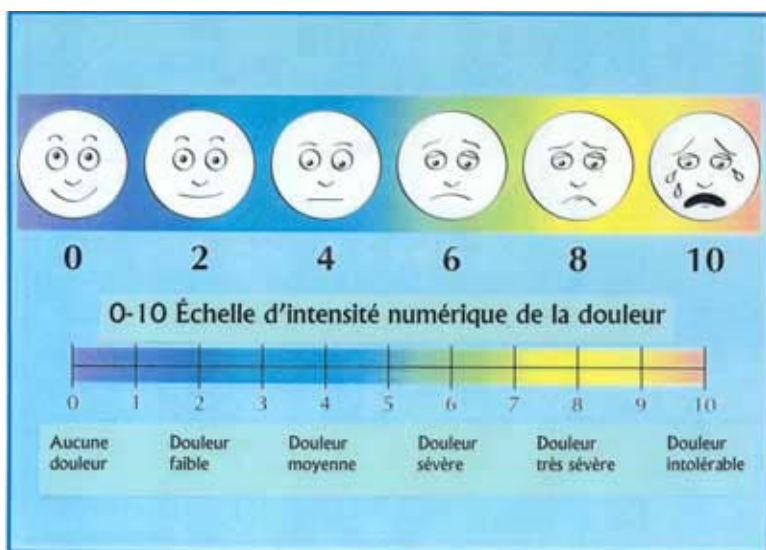 0 2 4 6 8 10
0-10 Échelle d'intensité numérique de la douleur
0 1 2 3 4 5 6 7 8 9 10
Aucune douleur
Douleur faible
Douleur moyenne
Douleur sévère
Douleur très sévère
Douleur intolérable